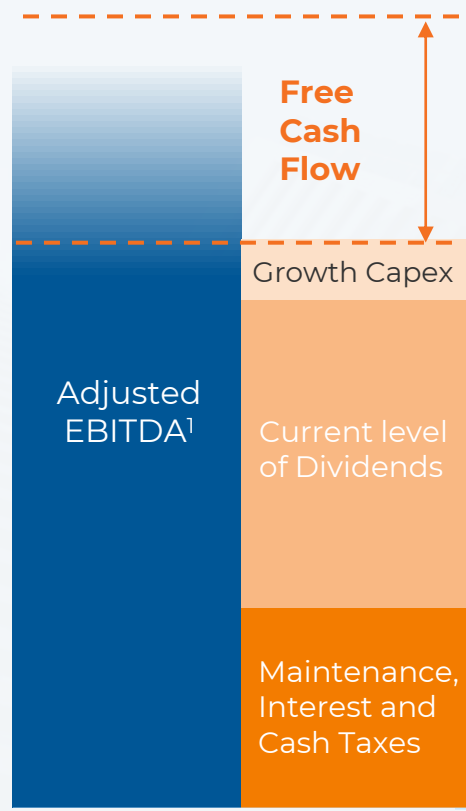 Free
Cash
Flow
Growth Capex
Adjusted
EBITDA¹
Current level
of Dividends
Maintenance,
Interest and
Cash Taxes